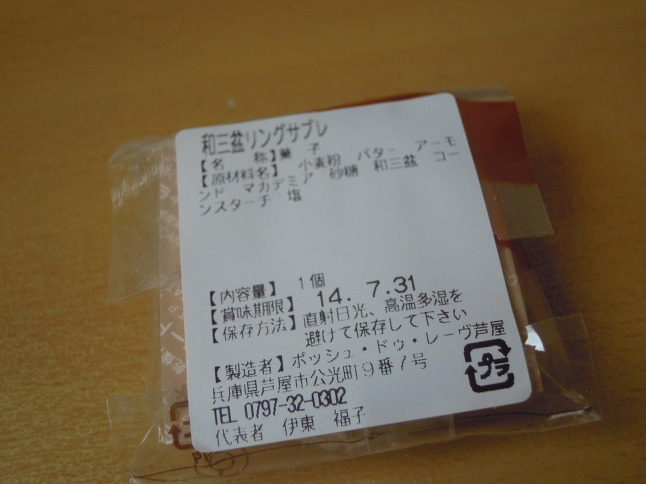 和三盆リングサブレ
【名 称】菓 子
【原材料名】 小麦粉 バター アーモ
ンド マカデミア 砂糖 和三盆 コー
ンスターチ 塩
【内容量】 1個
【賞味期限】 14. 7.31
【保存方法】直射日光、高温多湿を
避けて保存して下さい
【製造者】ポッシュ・ドゥ・レーヴ芦屋
兵庫県芦屋市公光町9番7号
TEL 0797-32-0302
代表者 伊東 福子
プラ